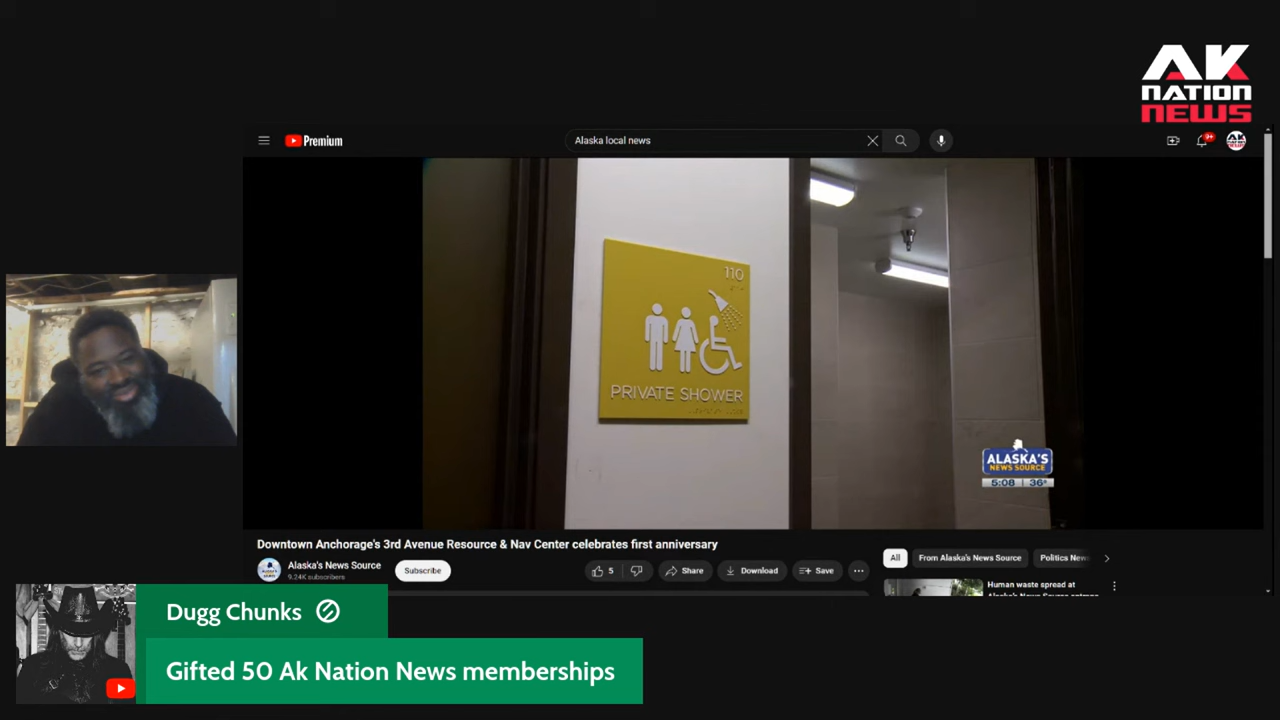 AK
NATION
NEWS
Premium
Alaska local news
9+
110
PRIVATE SHOWER
ALASKA'S
NEWS SOURCE
5:08 36°
Downtown Anchorage's 3rd Avenue Resource & Nav Center celebrates first anniversary
Alaska's News Source
9.24K subscribers
Subscribe
5
Share
Download
Save
All
From Alaska's News Source
Politics News
Human waste spread at
Dugg Chunks
Gifted 50 Ak Nation News memberships